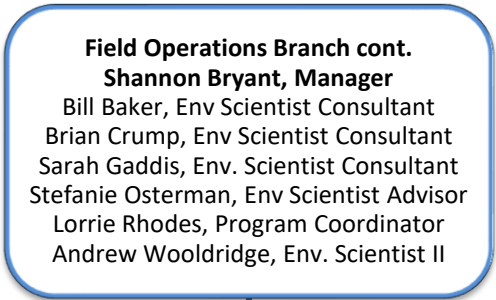 Field Operations Branch cont.
Shannon Bryant, Manager
Bill Baker, Env Scientist Consultant
Brian Crump, Env Scientist Consultant
Sarah Gaddis, Env. Scientist Consultant
Stefanie Osterman, Env Scientist Advisor
Lorrie Rhodes, Program Coordinator
Andrew Wooldridge, Env. Scientist II